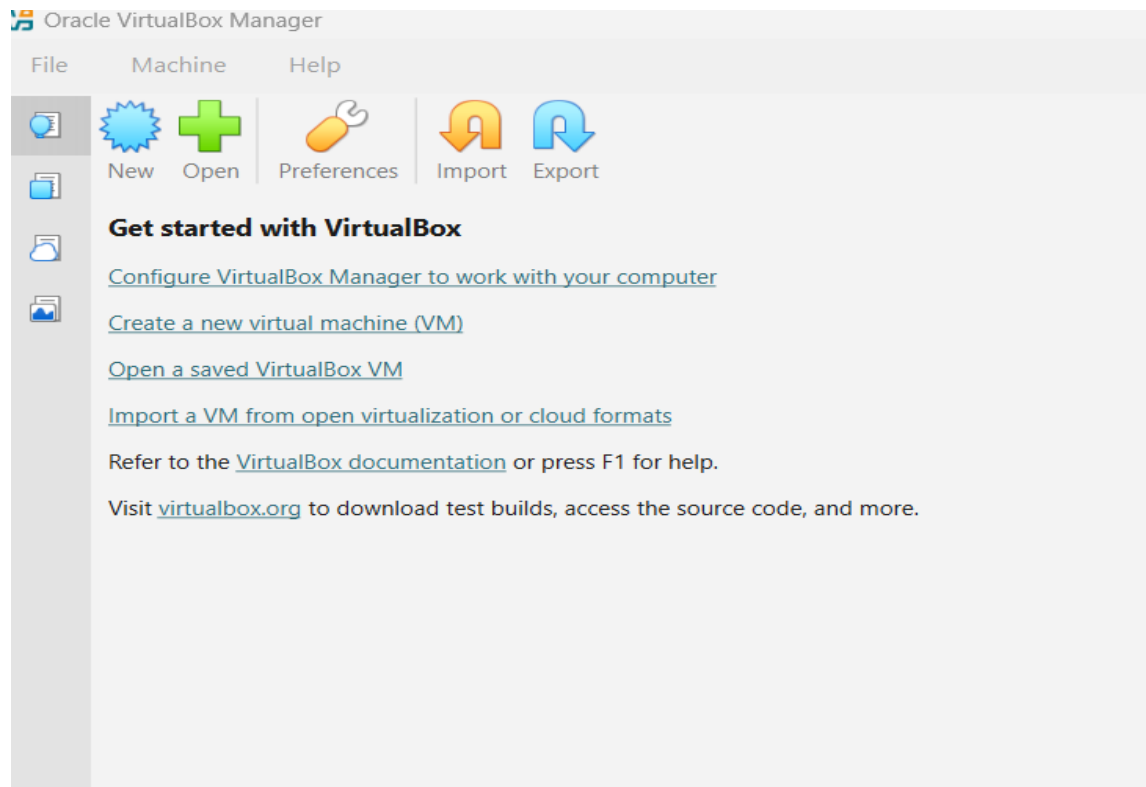 Oracle VirtualBox Manager
File Machine Help
New Open Preferences Import Export
Get started with VirtualBox
Configure VirtualBox Manager to work with your computer
Create a new virtual machine (VM)
Open a saved VirtualBox VM
Import a VM from open virtualization or cloud formats
Refer to the VirtualBox documentation or press F1 for help.
Visit virtualbox.org to download test builds, access the source code, and more.